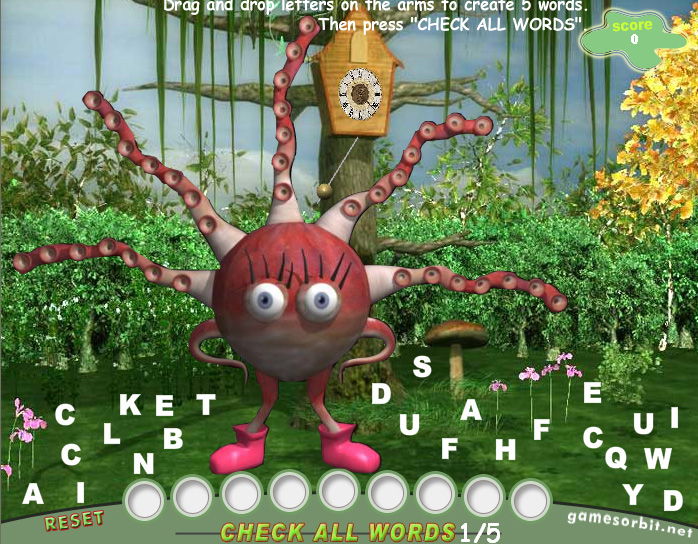 Drag and drop letters on the arms to create 5 words.
Then press "CHECK ALL WORDS"
score
0
S
D
E
K E T
C
A
U
U I
L
B
F
H
F
C
C
N
Q W
A
I
Y D
RESET
CHECK ALL WORDS 1/5
gamesorbit.net